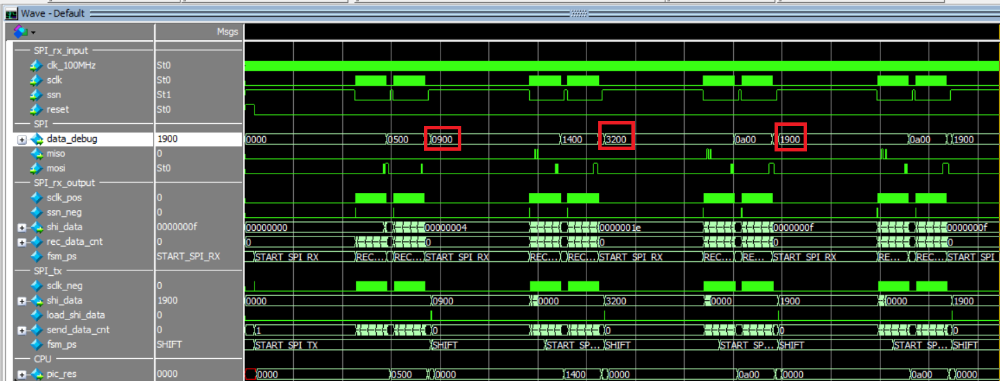 Wave - Default
Msgs
SPI_rx_input
clk_100MHz St0
sclk St0
ssn St1
reset St0
SPI
data_debug 1900 0000 0500 0900 1400 3200 0a00 1900 0a00 1900
miso 0
mosi St0
SPI_rx_output
sclk_pos 0
ssn_neg 0
shi_data 0000000f 00000000 00000004 0000001e 0000000f 0000000f
rec_data_cnt 0 0 0 0 0 0
fsm_ps START_SPI_RX START SPI RX REC... REC... START SPI RX REC... REC... START SPI RX REC... RE... START SPI RX RE... REC... START SPI
SPI_tx
sclk_neg 0
shi_data 1900 0000 0900 0000 3200 0000 1900 0000 1900
load_shi_data 0
send_data_cnt 0 1 0 0 0 0
fsm_ps SHIFT START SPI TX SHIFT START SP... SHIFT START SP... SHIFT START SP... SHIFT
CPU
pic_res 0000 0000 0500 0000 1400 0000 0a00 0000 0a00 0000